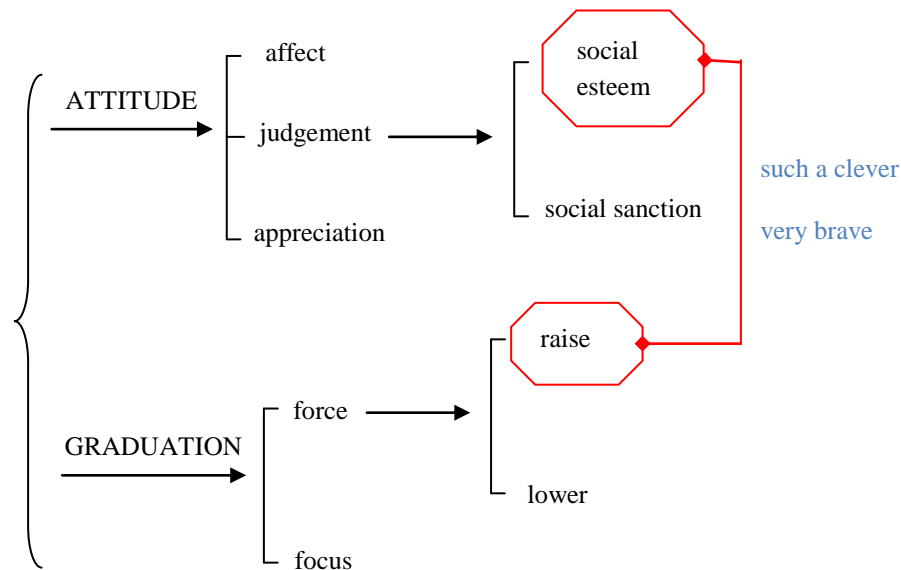 affect
ATTITUDE
judgement
appreciation
social
esteem
social sanction
such a clever
very brave
raise
force
GRADUATION
lower
focus